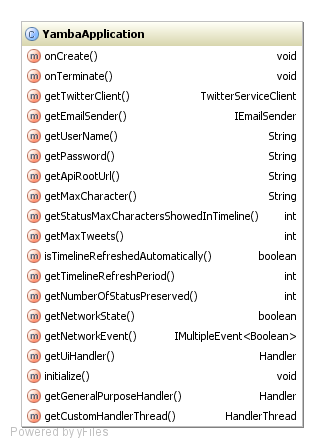 C YambaApplication
m onCreate() void
m onTerminate() void
m getTwitterClient() TwitterServiceClient
m getEmailSender() IEmailSender
m getUserName() String
m getPassword() String
m getApiRootUrl() String
m getMaxCharacter() String
m getStatusMaxCharactersShowedInTimeline() int
m getMaxTweets() int
m isTimelineRefreshedAutomatically() boolean
m getTimelineRefreshPeriod() int
m getNumberOfStatusPreserved() int
m getNetworkState() boolean
m getNetworkEvent() IMultipleEvent<Boolean>
m getUiHandler() Handler
m initialize() void
m getGeneralPurposeHandler() Handler
m getCustomHandlerThread() HandlerThread
Powered by yFiles